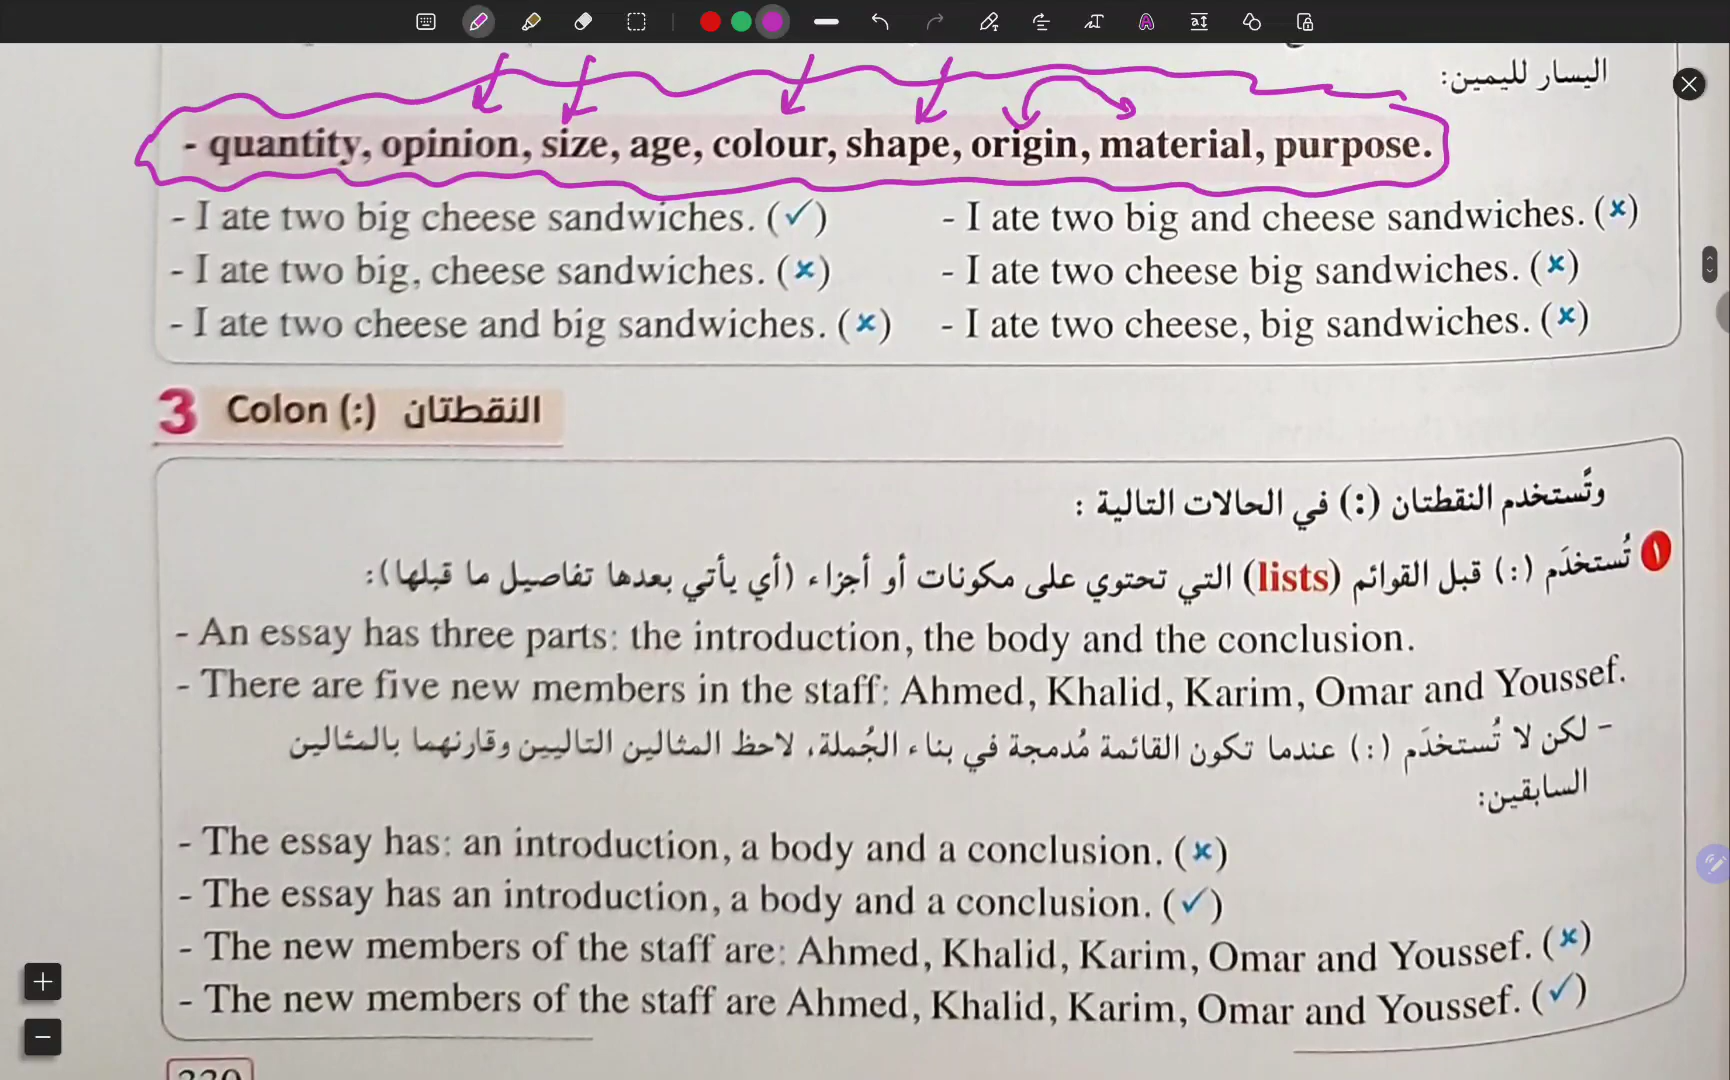 اليسار لليمين:
- quantity, opinion, size, age, colour, shape, origin, material, purpose.
- I ate two big cheese sandwiches. (✓) - I ate two big and cheese sandwiches. (×)
- I ate two big, cheese sandwiches. (×) - I ate two cheese big sandwiches. (×)
- I ate two cheese and big sandwiches. (×) - I ate two cheese, big sandwiches. (×)
3 Colon (:) النقطتان
وتُستخدم النقطتان (:) في الحالات التالية :
١ تُستخدَم (:) قبل القوائم (lists) التي تحتوي على مكونات أو أجزاء (أي يأتي بعدها تفاصيل ما قبلها):
- An essay has three parts: the introduction, the body and the conclusion.
- There are five new members in the staff: Ahmed, Khalid, Karim, Omar and Youssef.
- لكن لا تُستخدَم (:) عندما تكون القائمة مُدمجة في بناء الجُملة، لاحظ المثالين التاليين وقارنهما بالمثالين
السابقين:
- The essay has: an introduction, a body and a conclusion. (×)
- The essay has an introduction, a body and a conclusion. (✓)
- The new members of the staff are: Ahmed, Khalid, Karim, Omar and Youssef. (×)
- The new members of the staff are Ahmed, Khalid, Karim, Omar and Youssef. (✓)